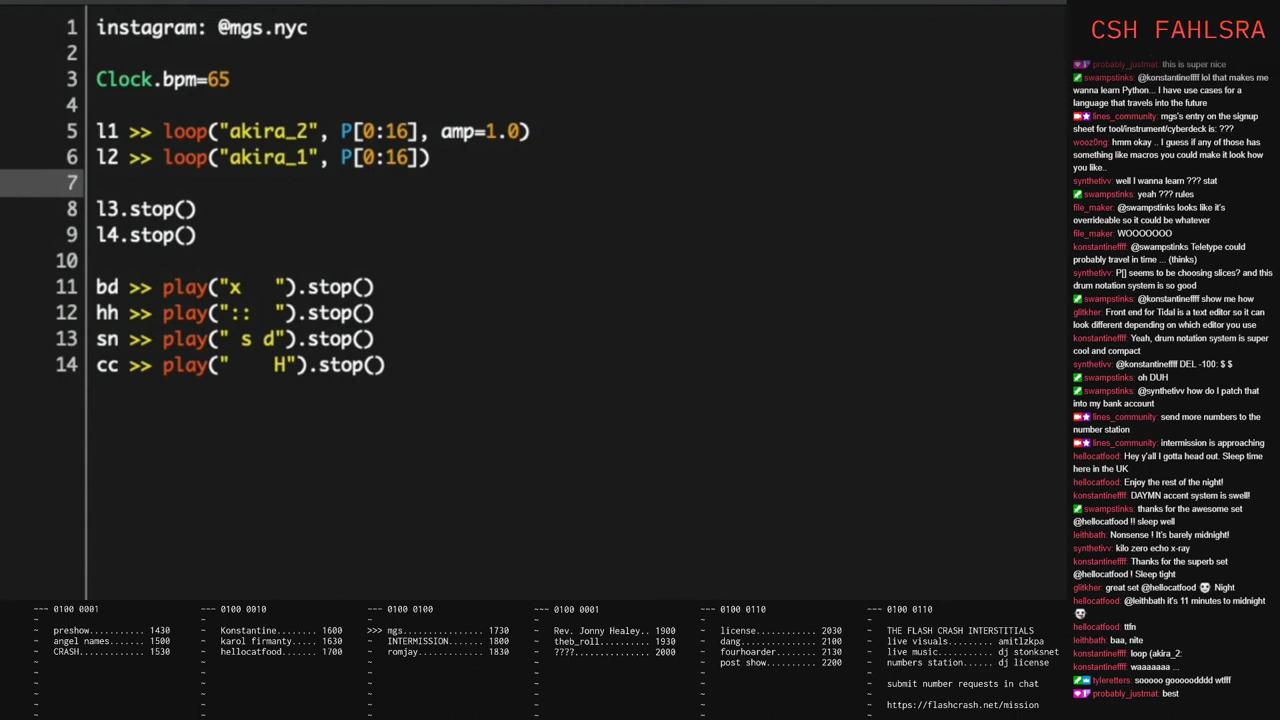 1 instagram: @mgs.nyc
2
3 Clock.bpm=65
4
5 l1 >> loop("akira_2", P[0:16], amp=1.0)
6 l2 >> loop("akira_1", P[0:16])
7
8 l3.stop()
9 l4.stop()
10
11 bd >> play("x   ").stop()
12 hh >> play("::  ").stop()
13 sn >> play(" s d").stop()
14 cc >> play("    H").stop()
CSH FAHLSRA
probably_justmat: this is super nice
swampstinks: @konstantineffff lol that makes me
wanna learn Python... I have use cases for a
language that travels into the future
lines_community: mgs's entry on the signup
sheet for tool/instrument/cyberdeck is: ???
wooz0ng: hmm okay .. I guess if any of those has
something like macros you could make it look how
you like..
synthetivv: well I wanna learn ??? stat
swampstinks: yeah ??? rules
file_maker: @swampstinks looks like it's
overrideable so it could be whatever
file_maker: WOOOOOOO
konstantineffff: @swampstinks Teletype could
probably travel in time ... (thinks)
synthetivv: P[] seems to be choosing slices? and this
drum notation system is so good
swampstinks: @konstantineffff show me how
glitkher: Front end for Tidal is a text editor so it can
look different depending on which editor you use
konstantineffff: Yeah, drum notation system is super
cool and compact
synthetivv: @konstantineffff DEL -100: $ $
swampstinks: oh DUH
swampstinks: @synthetivv how do I patch that
into my bank account
lines_community: send more numbers to the
number station
lines_community: intermission is approaching
hellocatfood: Hey y'all I gotta head out. Sleep time
here in the UK
hellocatfood: Enjoy the rest of the night!
konstantineffff: DAYMN accent system is swell!
swampstinks: thanks for the awesome set
@hellocatfood !! sleep well
leithbath: Nonsense ! It's barely midnight!
synthetivv: kilo zero echo x-ray
konstantineffff: Thanks for the superb set
@hellocatfood ! Sleep tight
glitkher: great set @hellocatfood Night
hellocatfood: @leithbath it's 11 minutes to midnight
hellocatfood: ttfn
leithbath: baa, nite
konstantineffff: loop (akira_2:
konstantineffff: waaaaaaa ...
tyleretters: sooooo gooooodddd wtfff
probably_justmat: best
~~~ 0100 0001
preshow.......... 1430
angel names...... 1500
CRASH............ 1530
~~~ 0100 0010
Konstantine...... 1600
karol firmanty... 1630
hellocatfood..... 1700
~~~ 0100 0100
>>> mgs.............. 1730
INTERMISSION..... 1800
romjay........... 1830
~~~ 0100 0001
Rev. Jonny Healey.. 1900
theb_roll........ 1930
????............. 2000
~~~ 0100 0110
license.......... 2030
dang............. 2100
fourhoarder...... 2130
post show........ 2200
~~~ 0100 0110
THE FLASH CRASH INTERSTITIALS
live visuals....... amitlzkpa
live music...... dj stonksnet
numbers station.... dj license
submit number requests in chat
https://flashcrash.net/mission